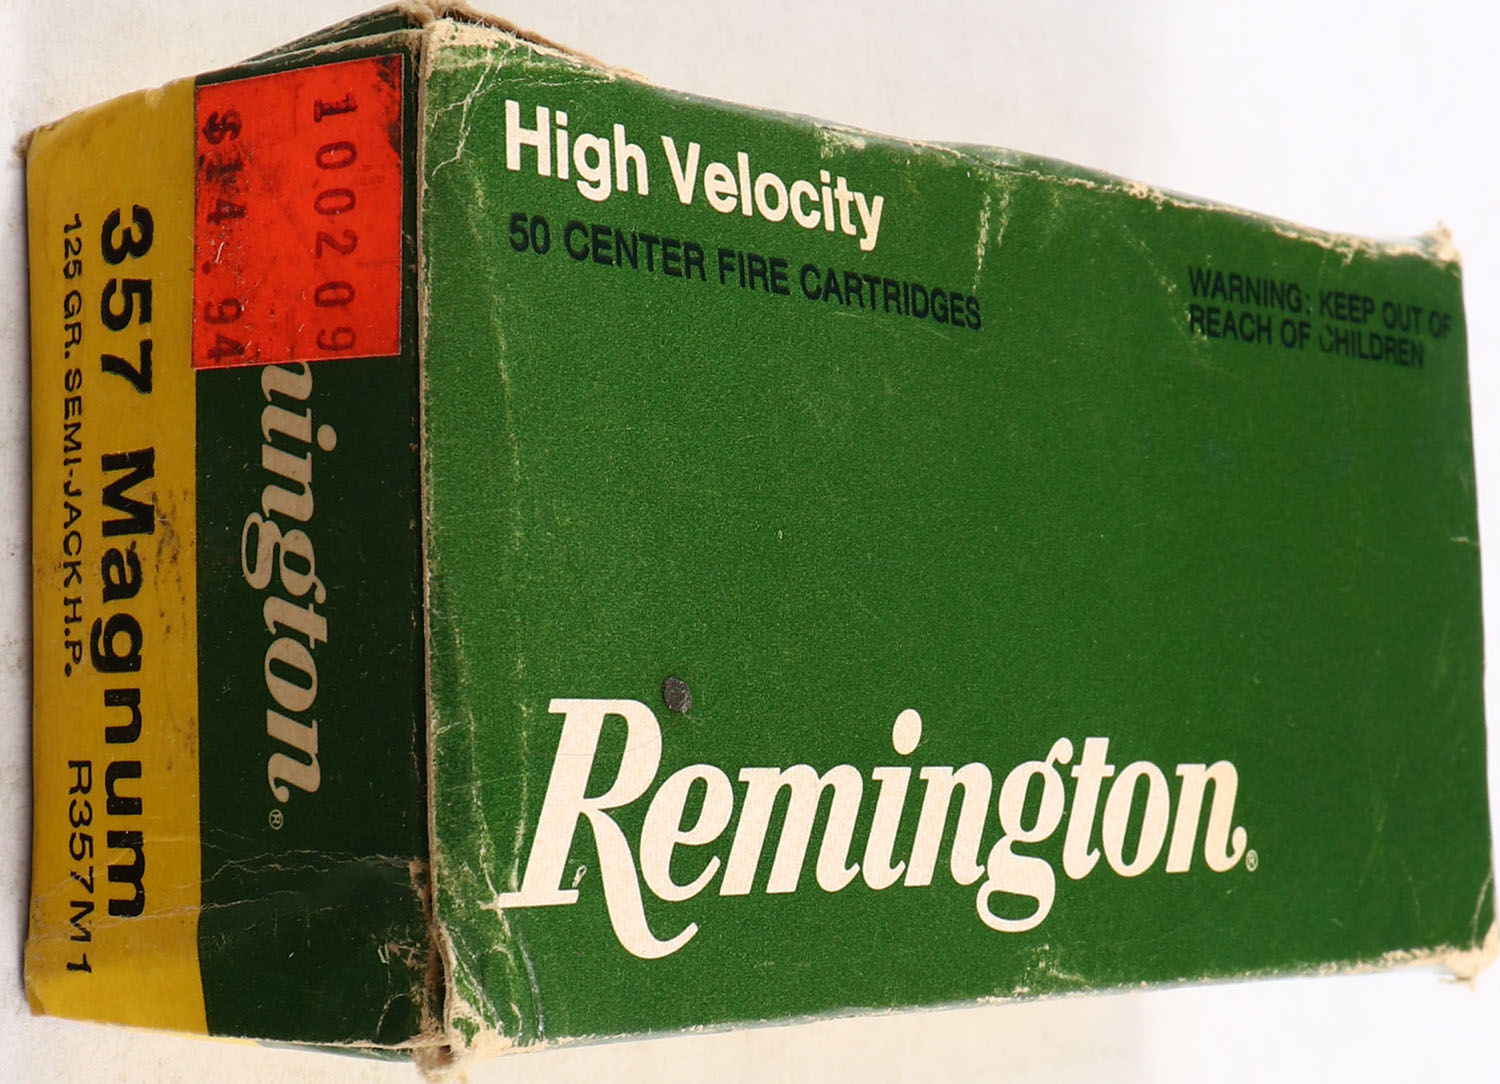 High Velocity
50 CENTER FIRE CARTRIDGES
WARNING: KEEP OUT OF
REACH OF CHILDREN
Remington®
100209
$14.94
mington®
357 Magnum
125 GR. SEMI-JACK H.P. R357M1